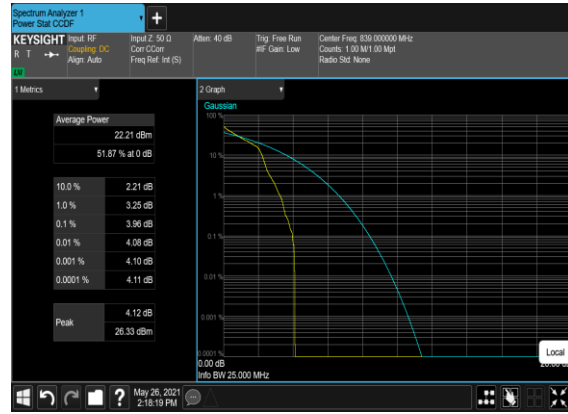 Spectrum Analyzer 1
Power Stat CCDF
+
KEYSIGHT
R T
LW
Input: RF
Coupling: DC
Align: Auto
Input Z: 50 Ω
Corr CCorr
Freq Ref: Int (S)
Atten: 40 dB
Trig: Free Run
#IF Gain: Low
Center Freq: 839.000000 MHz
Counts: 1.00 M/1.00 Mpt
Radio Std: None
1 Metrics
Average Power
22.21 dBm
51.87 % at 0 dB
10.0 % 2.21 dB
1.0 % 3.25 dB
0.1 % 3.96 dB
0.01 % 4.08 dB
0.001 % 4.10 dB
0.0001 % 4.11 dB
Peak
4.12 dB
26.33 dBm
2 Graph
Gaussian
100 %
10 %
1 %
0.1 %
0.01 %
0.001 %
0.0001 %
0.00 dB
Info BW 25.000 MHz
Local
?
May 26, 2021
2:18:19 PM